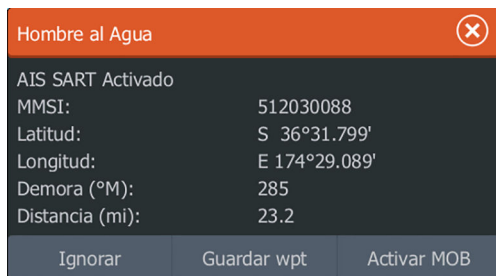 Hombre al Agua
AIS SART Activado
MMSI: 512030088
Latitud: S 36°31.799'
Longitud: E 174°29.089'
Demora (°M): 285
Distancia (mi): 23.2
Ignorar Guardar wpt Activar MOB